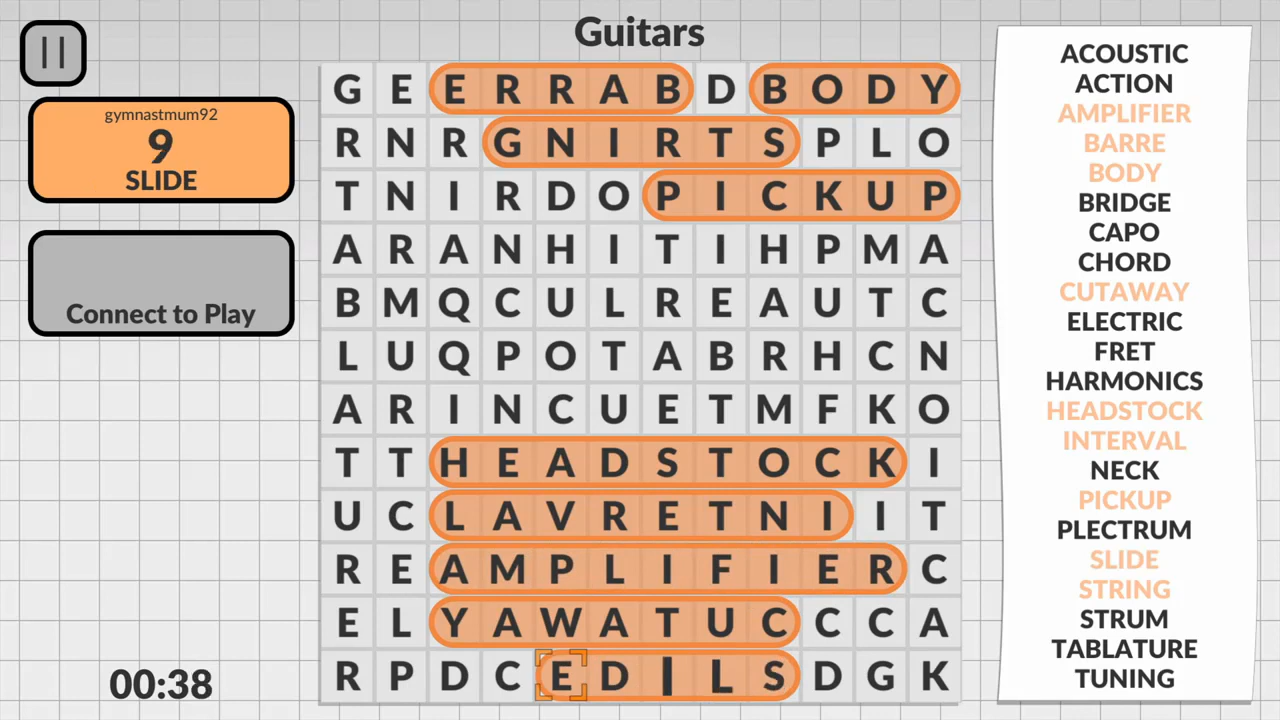 Guitars
gymnastmum92
9
SLIDE
Connect to Play
00:38
G E E R R A B D B O D Y
R N R G N I R T S P L O
T N I R D O P I C K U P
A R A N H I T I H P M A
B M Q C U L R E A U T C
L U Q P O T A B R H C N
A R I N C U E T M F K O
T T H E A D S T O C K I
U C L A V R E T N I I T
R E A M P L I F I E R C
E L Y A W A T U C C C A
R P D C E D I L S D G K
ACOUSTIC
ACTION
AMPLIFIER
BARRE
BODY
BRIDGE
CAPO
CHORD
CUTAWAY
ELECTRIC
FRET
HARMONICS
HEADSTOCK
INTERVAL
NECK
PICKUP
PLECTRUM
SLIDE
STRING
STRUM
TABLATURE
TUNING